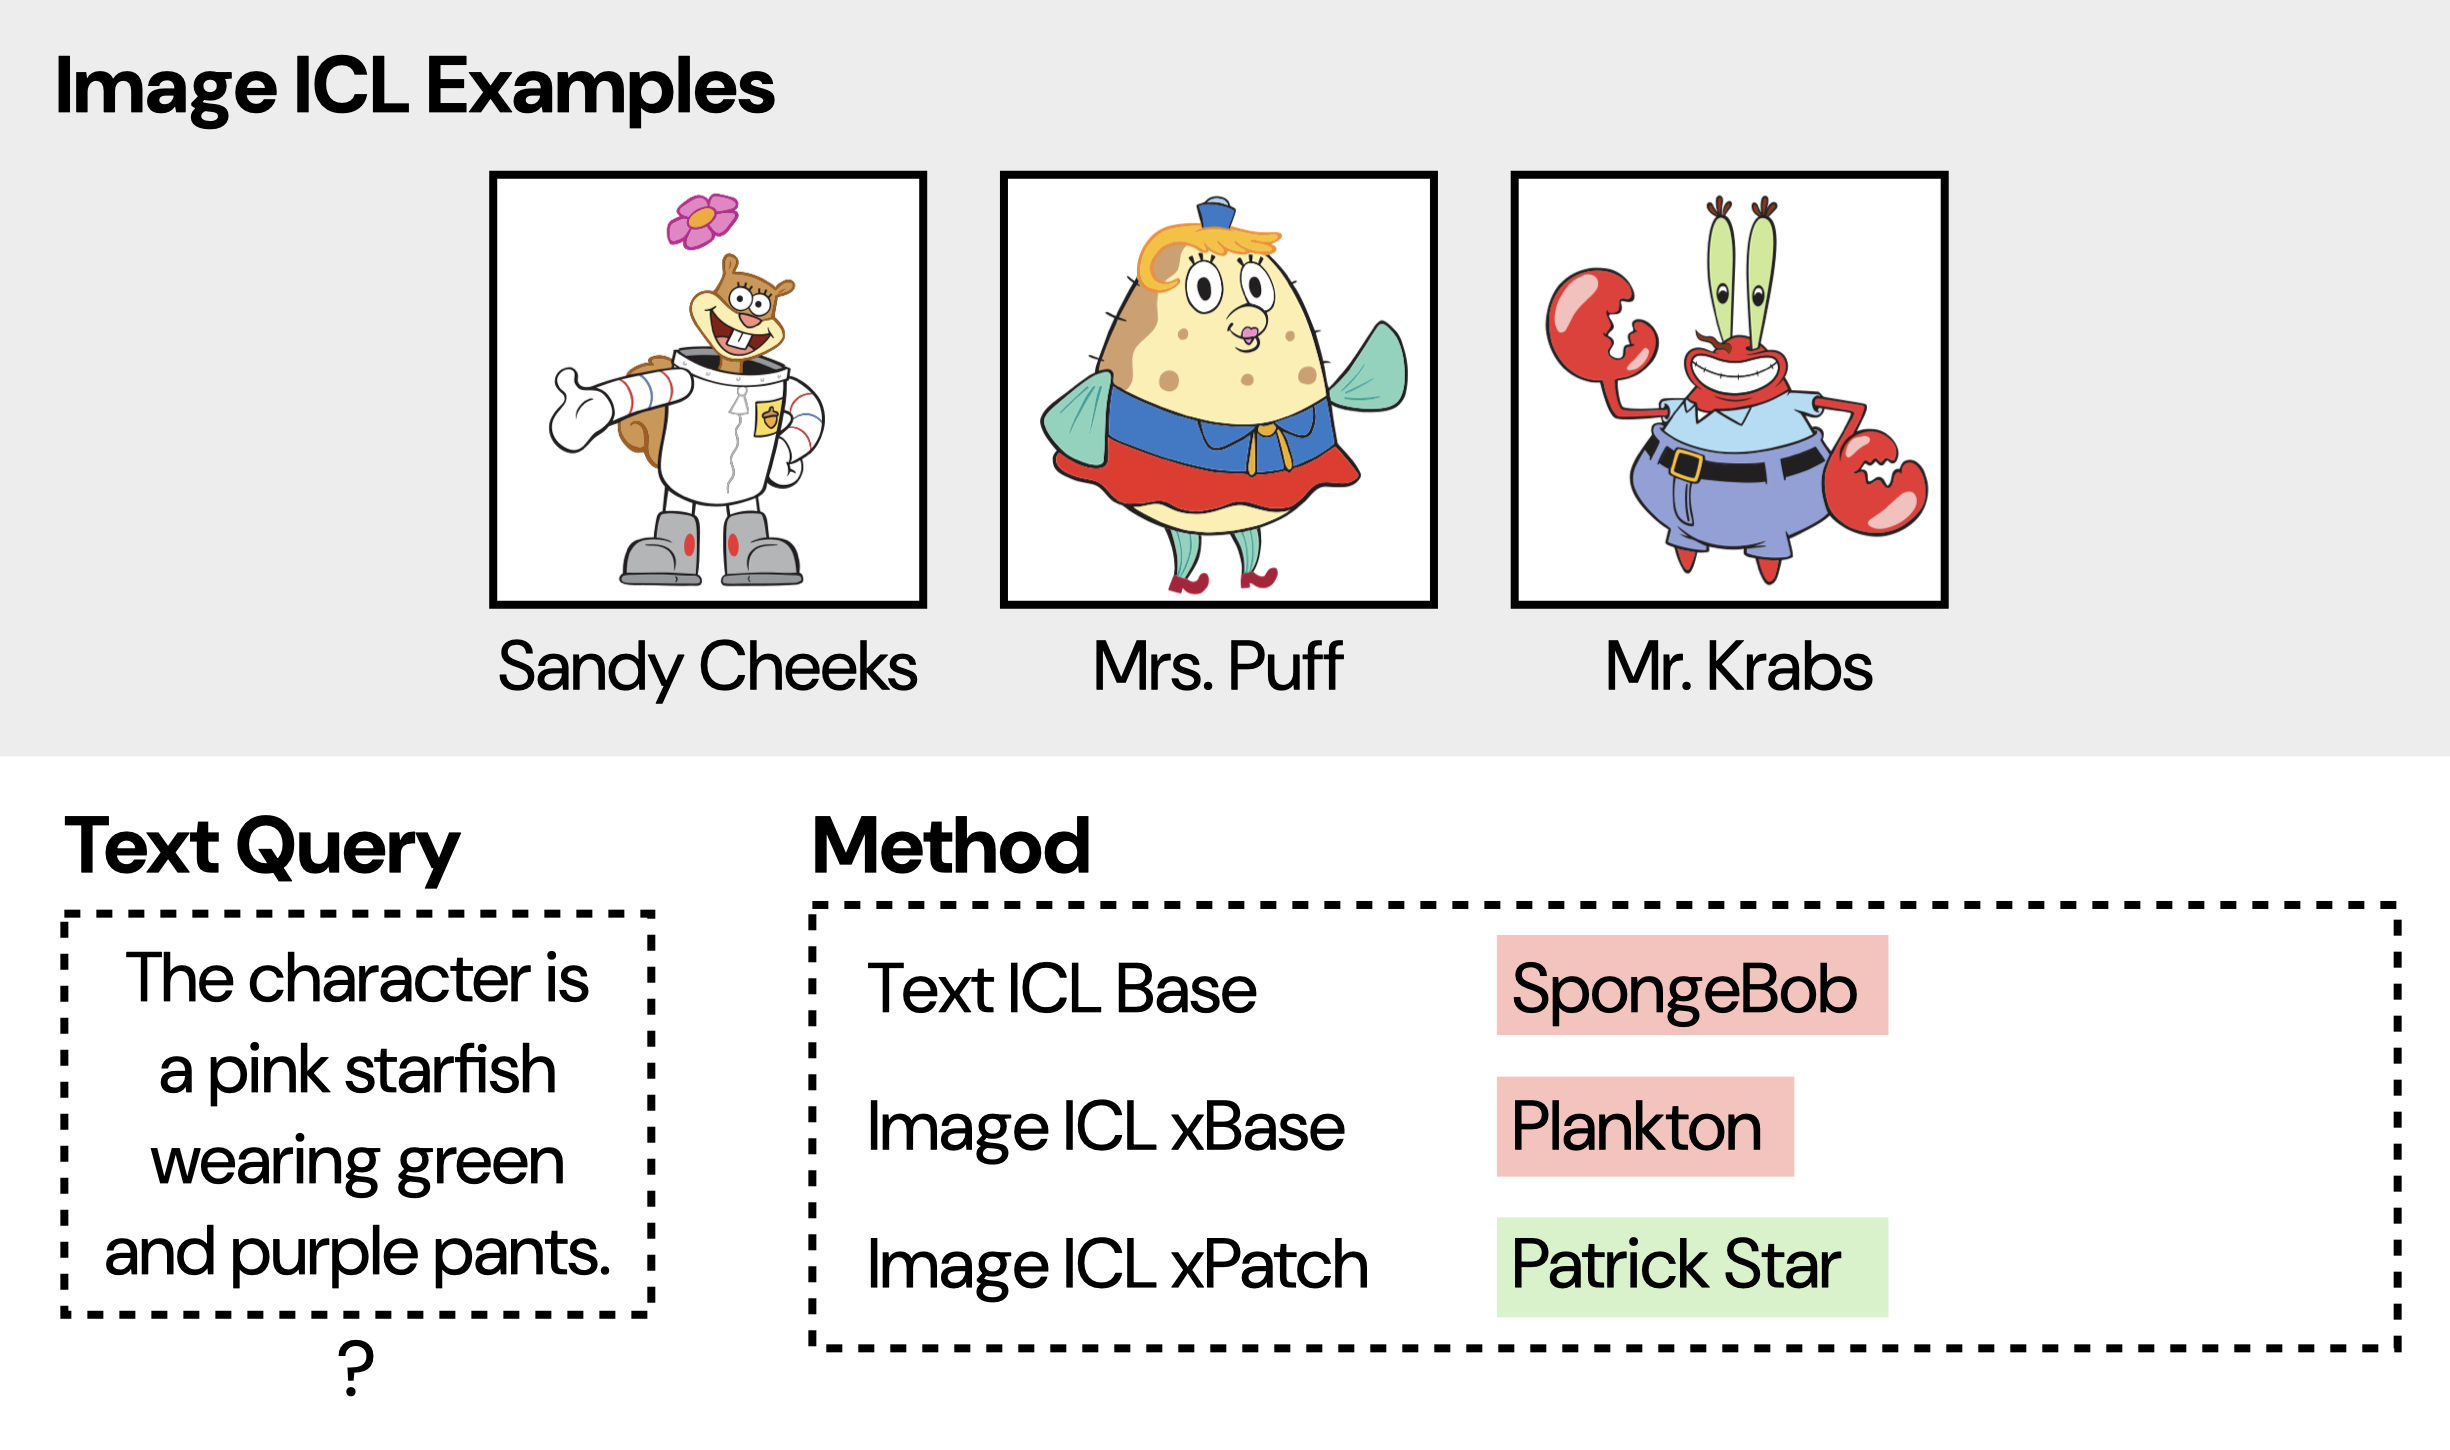 Image ICL Examples
Sandy Cheeks
Mrs. Puff
Mr. Krabs
Text Query
The character is
a pink starfish
wearing green
and purple pants.
?
Method
Text ICL Base
SpongeBob
Image ICL xBase
Plankton
Image ICL xPatch
Patrick Star